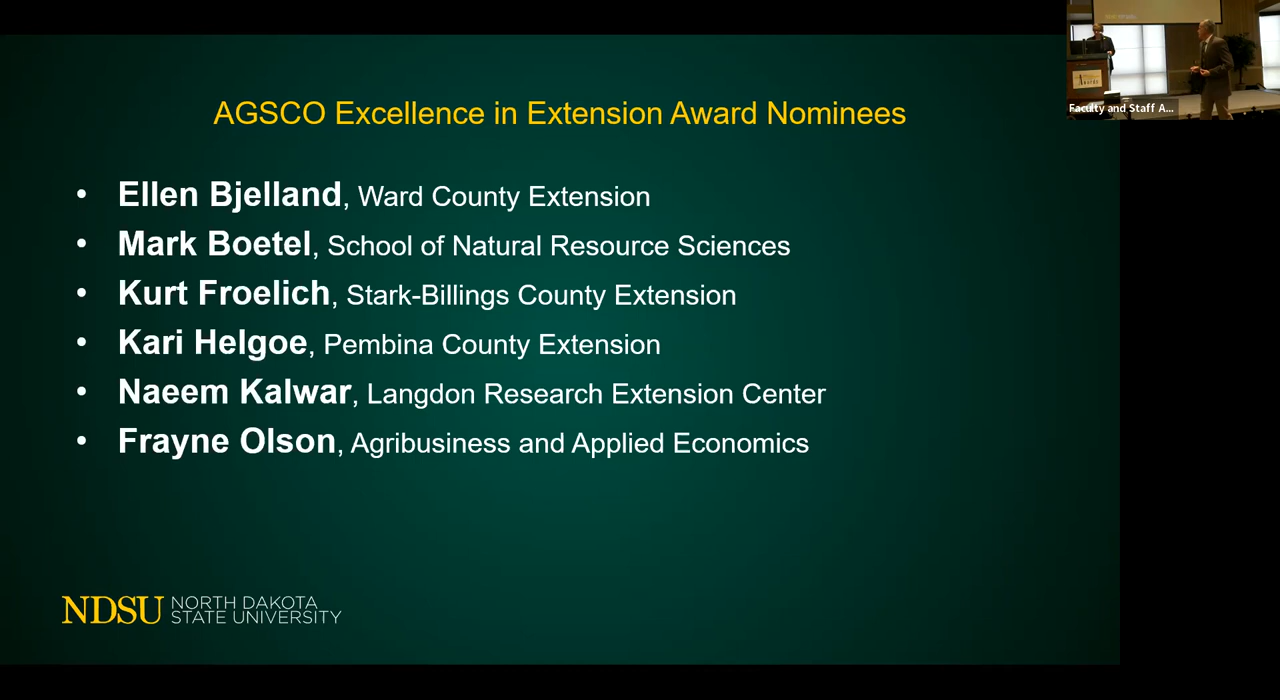 AGSCO Excellence in Extension Award Nominees
• Ellen Bjelland, Ward County Extension
• Mark Boetel, School of Natural Resource Sciences
• Kurt Froelich, Stark-Billings County Extension
• Kari Helgoe, Pembina County Extension
• Naeem Kalwar, Langdon Research Extension Center
• Frayne Olson, Agribusiness and Applied Economics
NDSU NORTH DAKOTA
STATE UNIVERSITY
Faculty and Staff A...